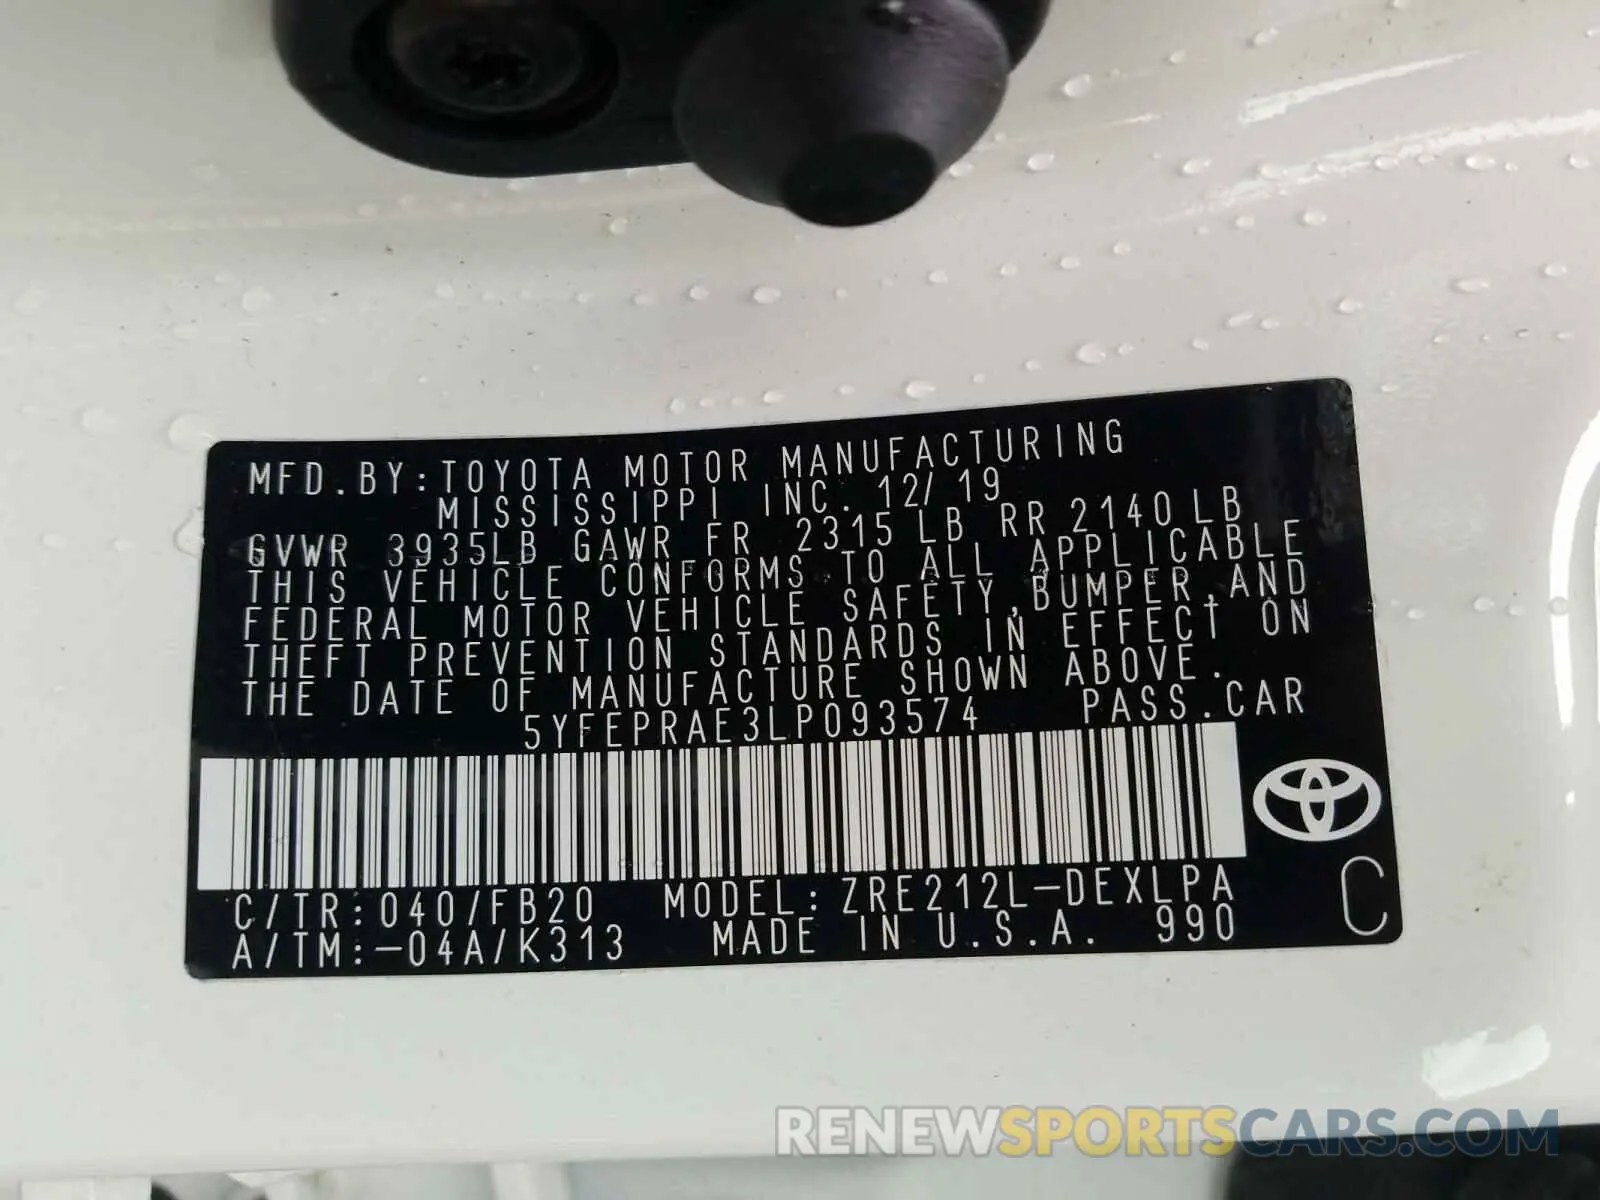 MFD.BY:TOYOTA MOTOR MANUFACTURING
MISSISSIPPI INC. 12/19
GVWR 3935LB GAWR FR 2315 LB RR 2140 LB
THIS VEHICLE CONFORMS TO ALL APPLICABLE
FEDERAL MOTOR VEHICLE SAFETY,BUMPER,AND
THEFT PREVENTION STANDARDS IN EFFECT ON
THE DATE OF MANUFACTURE SHOWN ABOVE.
5YFEPRAE3LP093574 PASS.CAR
C/TR:040/FB20 MODEL:ZRE212L-DEXLPA
A/TM:-04A/K313 MADE IN U.S.A. 990
C
RENEWSPORTSCARS.COM